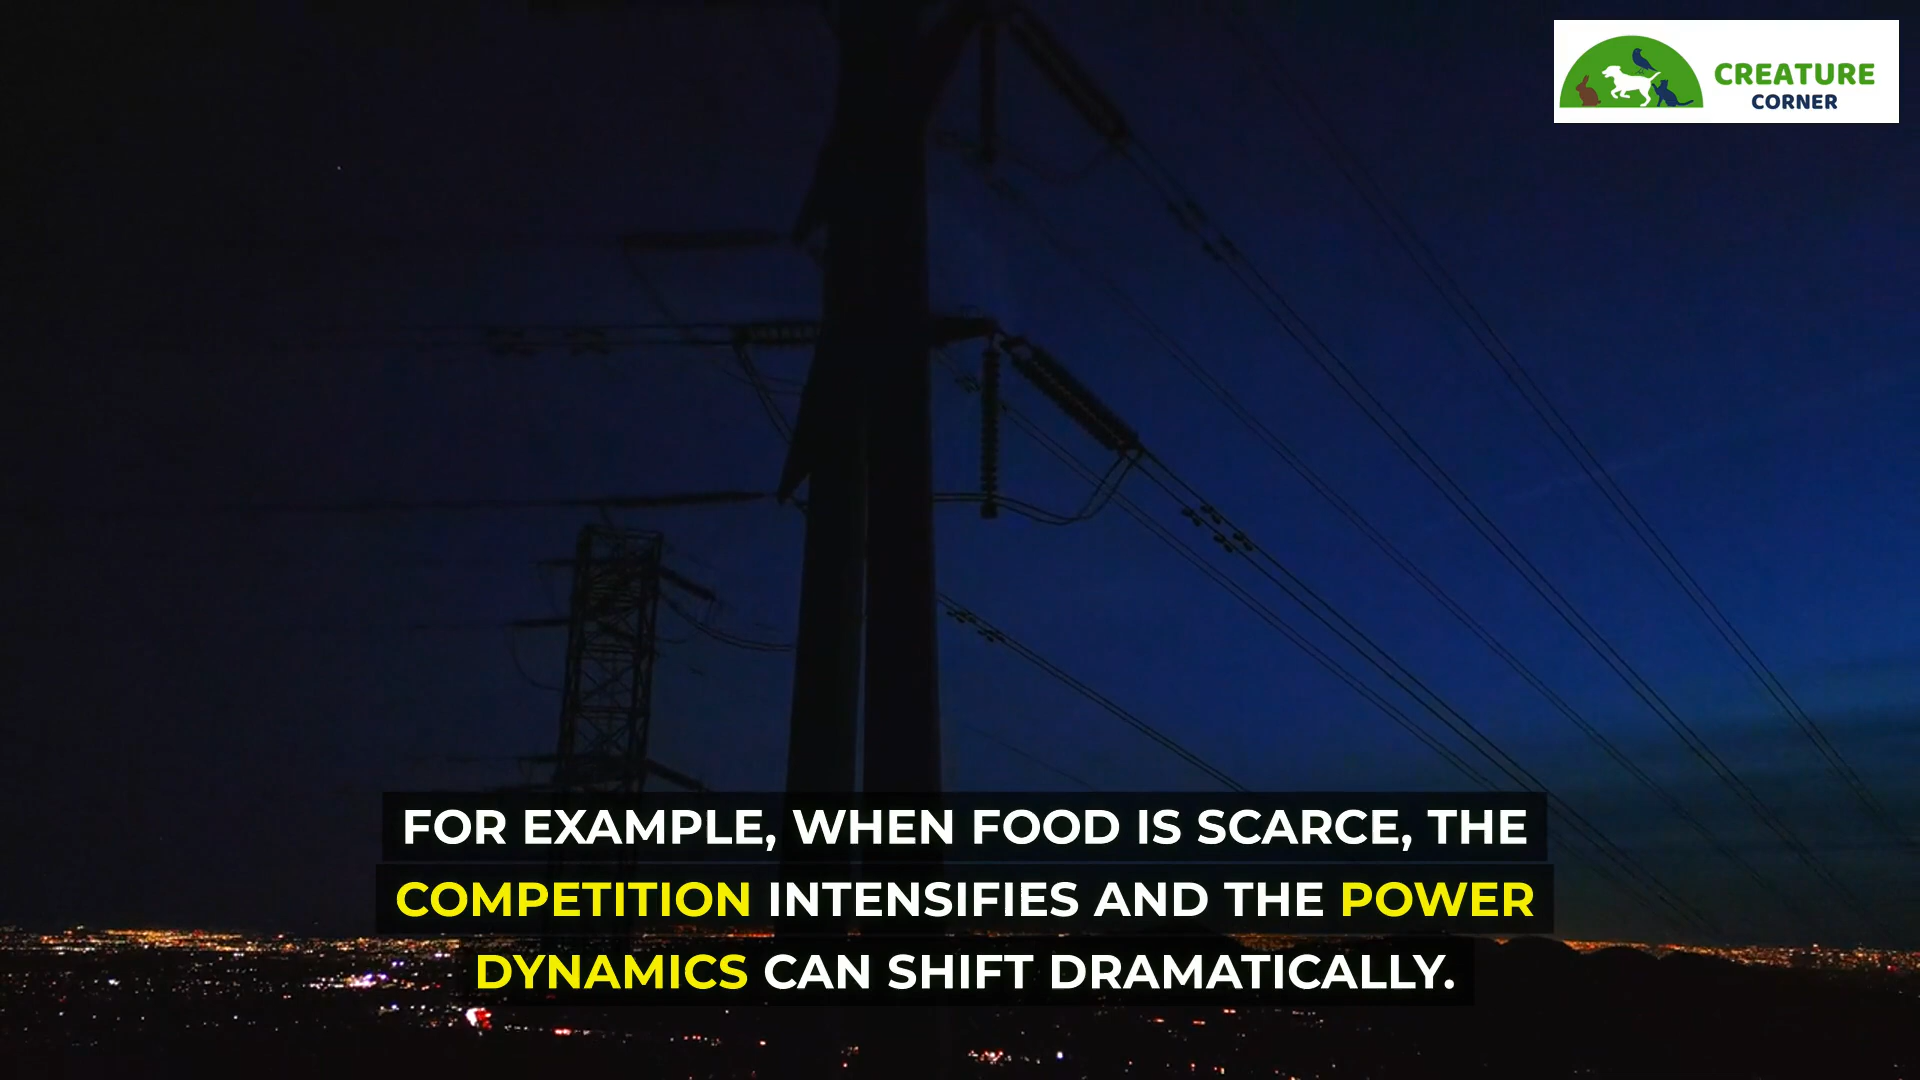 CREATURE
CORNER
FOR EXAMPLE, WHEN FOOD IS SCARCE, THE
COMPETITION INTENSIFIES AND THE POWER
DYNAMICS CAN SHIFT DRAMATICALLY.